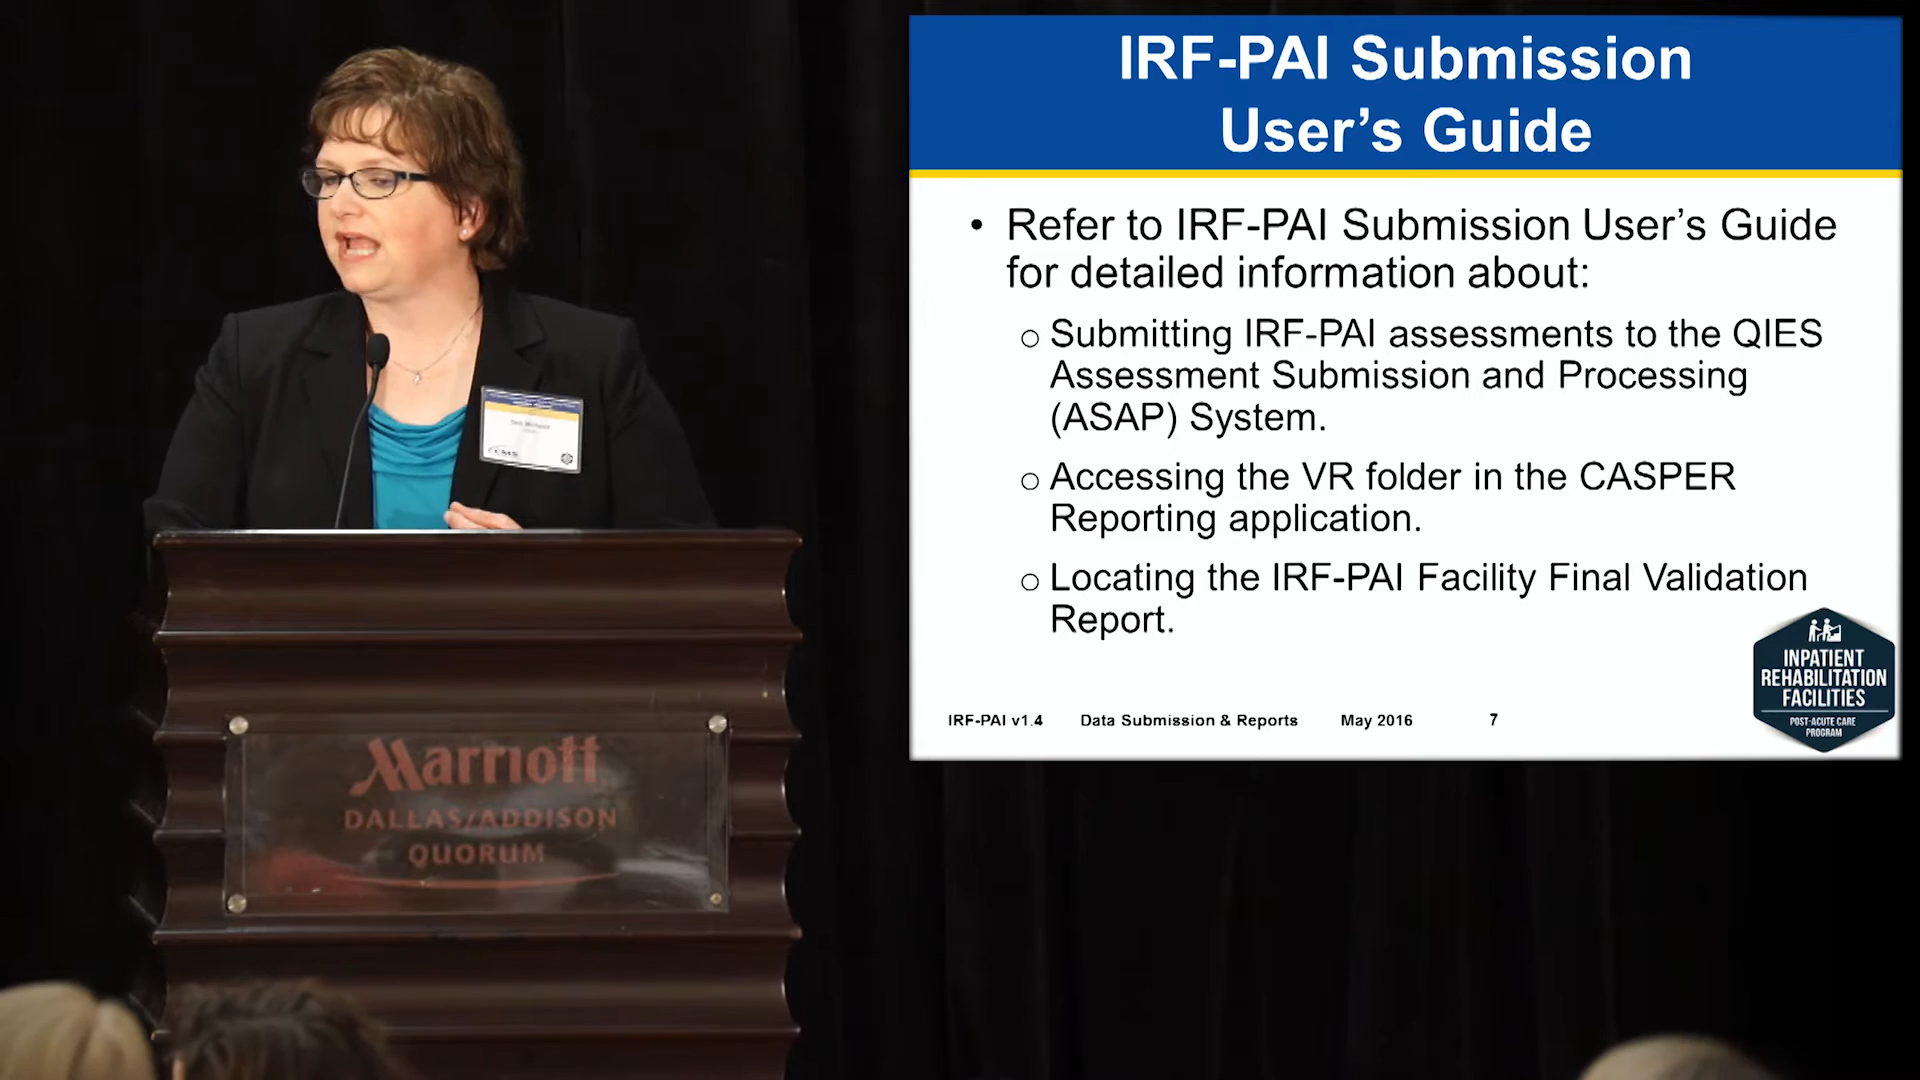 IRF-PAI Submission
User’s Guide
• Refer to IRF-PAI Submission User’s Guide
for detailed information about:
o Submitting IRF-PAI assessments to the QIES
Assessment Submission and Processing
(ASAP) System.
o Accessing the VR folder in the CASPER
Reporting application.
o Locating the IRF-PAI Facility Final Validation
Report.
IRF-PAI v1.4 Data Submission & Reports May 2016 7
INPATIENT
REHABILITATION
FACILITIES
POST-ACUTE CARE
PROGRAM
Marriott
DALLAS/ADDISON
QUORUM